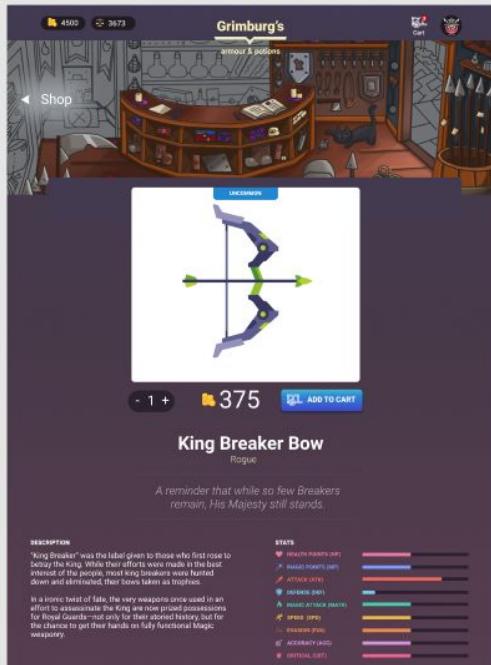 4500
3673
Grimburg's
armour & potions
Cart
Shop
UNCOMMON
- 1 +
375
ADD TO CART
King Breaker Bow
Rogue
A reminder that while so few Breakers
remain, His Majesty still stands.
DESCRIPTION
"King Breaker" was the label given to those who first rose to
betray the King. While their efforts were made in the best
interest of the people, most king breakers were hunted
down and eliminated, their bows taken as trophies.
In a ironic twist of fate, the very weapons once used in an
effort to assassinate the King are now prized possessions
for Royal Guards—not only for their storied history, but for
the chance to get their hands on fully functional Magic
weaponry.
STATS
HEALTH POINTS (HP)
MAGIC POINTS (MP)
ATTACK (ATK)
DEFENSE (DEF)
MAGIC ATTACK (MATK)
SPEED (SPD)
EVASION (EVA)
ACCURACY (ACC)
CRITICAL (CRT)